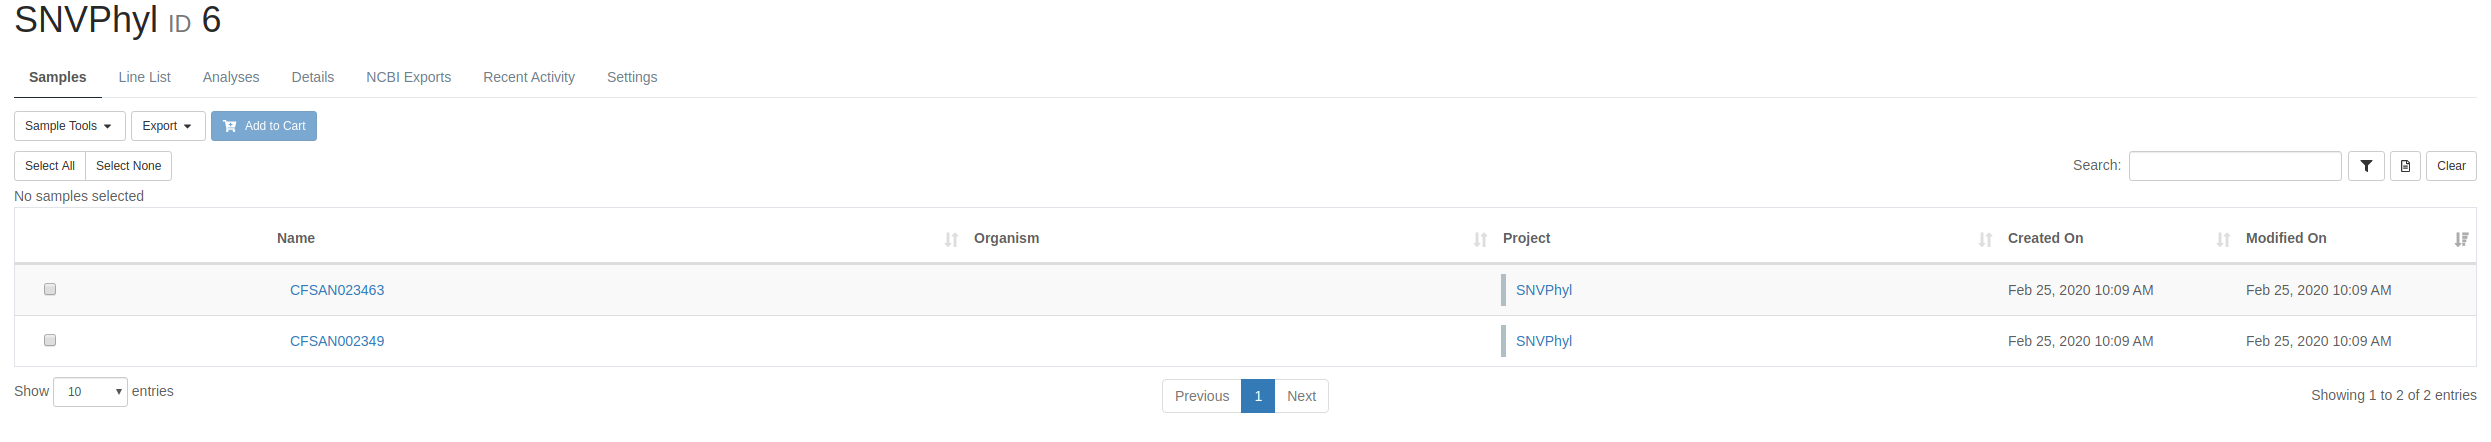 SNVPhyl ID 6
Samples Line List Analyses Details NCBI Exports Recent Activity Settings
Sample Tools Export Add to Cart
Select All Select None Search: Clear
No samples selected
Name Organism Project Created On Modified On
CFSAN023463 SNVPhyl Feb 25, 2020 10:09 AM Feb 25, 2020 10:09 AM
CFSAN002349 SNVPhyl Feb 25, 2020 10:09 AM Feb 25, 2020 10:09 AM
Show 10 entries Previous 1 Next Showing 1 to 2 of 2 entries